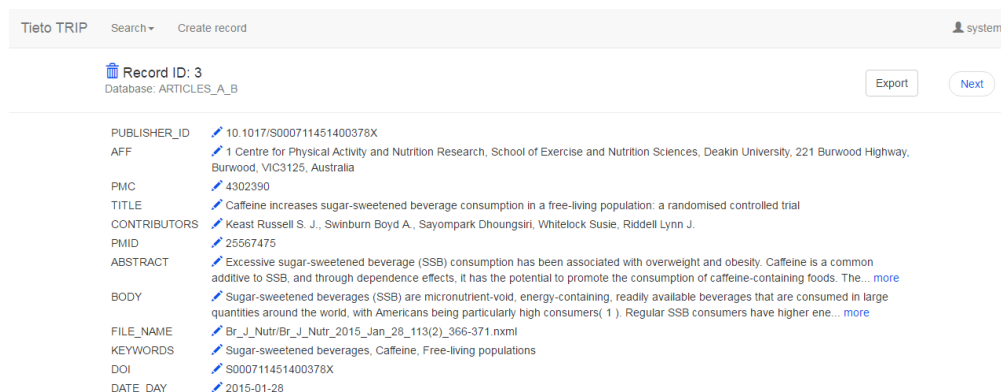 Tieto TRIP Search Create record system
Record ID: 3
Database: ARTICLES_A_B
Export Next
PUBLISHER_ID 10.1017/S000711451400378X
AFF 1 Centre for Physical Activity and Nutrition Research, School of Exercise and Nutrition Sciences, Deakin University, 221 Burwood Highway,
Burwood, VIC3125, Australia
PMC 4302390
TITLE Caffeine increases sugar-sweetened beverage consumption in a free-living population: a randomised controlled trial
CONTRIBUTORS Keast Russell S. J., Swinburn Boyd A., Sayompark Dhoungsiri, Whitelock Susie, Riddell Lynn J.
PMID 25567475
ABSTRACT Excessive sugar-sweetened beverage (SSB) consumption has been associated with overweight and obesity. Caffeine is a common
additive to SSB, and through dependence effects, it has the potential to promote the consumption of caffeine-containing foods. The... more
BODY Sugar-sweetened beverages (SSB) are micronutrient-void, energy-containing, readily available beverages that are consumed in large
quantities around the world, with Americans being particularly high consumers( 1 ). Regular SSB consumers have higher ene... more
FILE_NAME Br_J_Nutr/Br_J_Nutr_2015_Jan_28_113(2)_366-371.nxml
KEYWORDS Sugar-sweetened beverages, Caffeine, Free-living populations
DOI S000711451400378X
DATE_DAY 2015-01-28